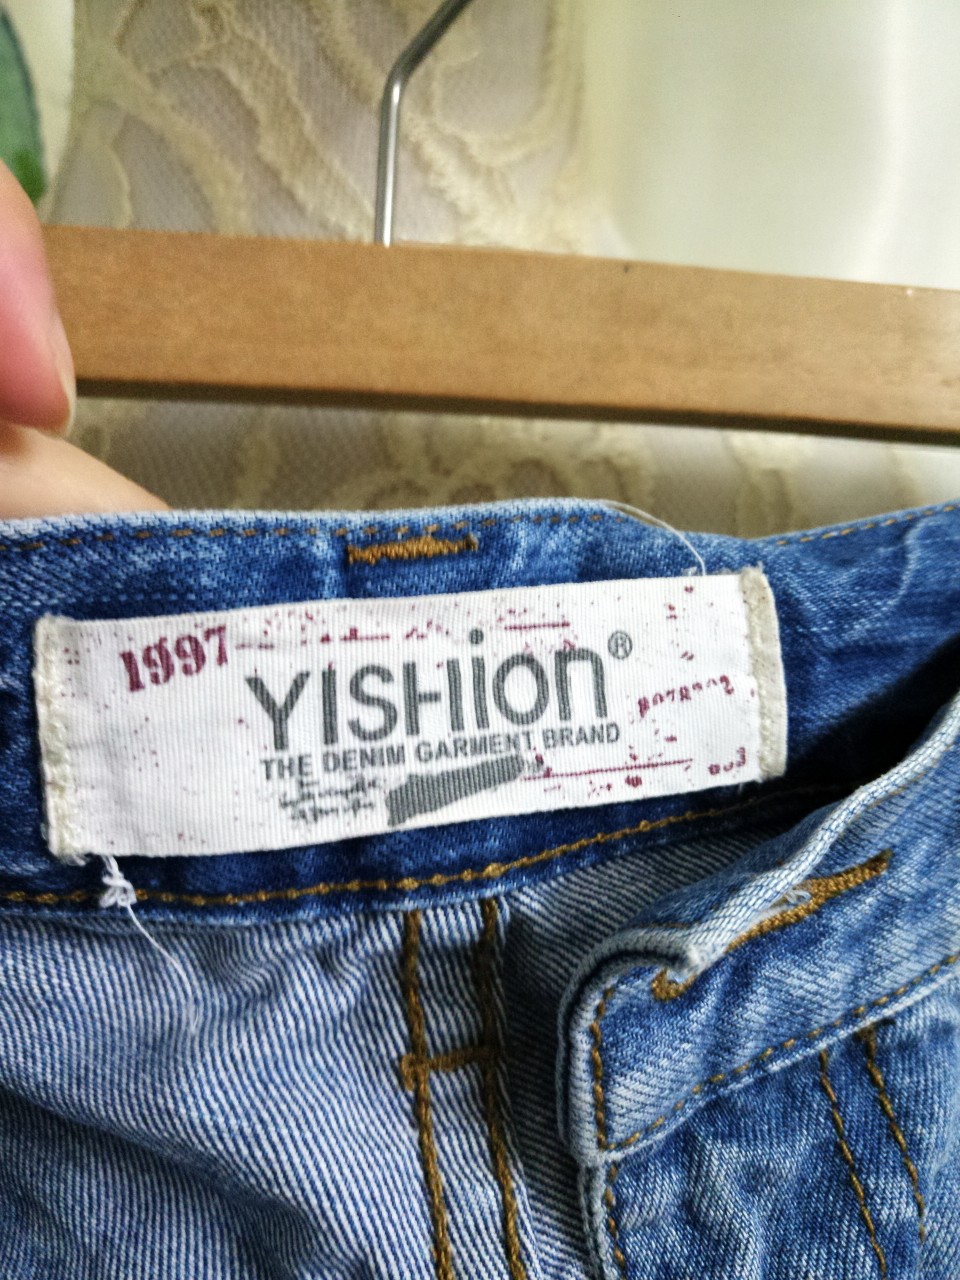 1997
YISHion®
THE DENIM GARMENT BRAND